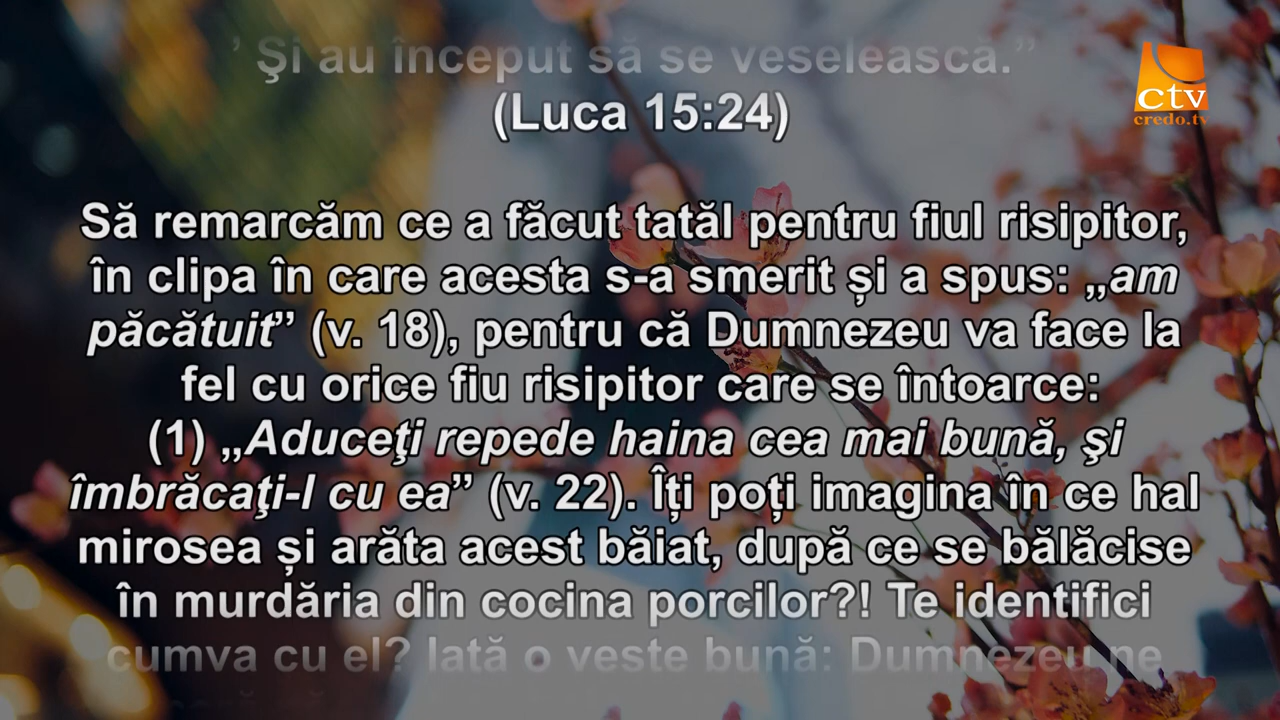 ’ Şi au început să se veselească.”
(Luca 15:24)
ctv
credo.tv
Să remarcăm ce a făcut tatăl pentru fiul risipitor,
în clipa în care acesta s-a smerit și a spus: „am
păcătuit” (v. 18), pentru că Dumnezeu va face la
fel cu orice fiu risipitor care se întoarce:
(1) „Aduceţi repede haina cea mai bună, şi
îmbrăcaţi-l cu ea” (v. 22). Îți poți imagina în ce hal
mirosea și arăta acest băiat, după ce se bălăcise
în murdăria din cocina porcilor?! Te identifici
cumva cu el? Iată o veste bună: Dumnezeu ne